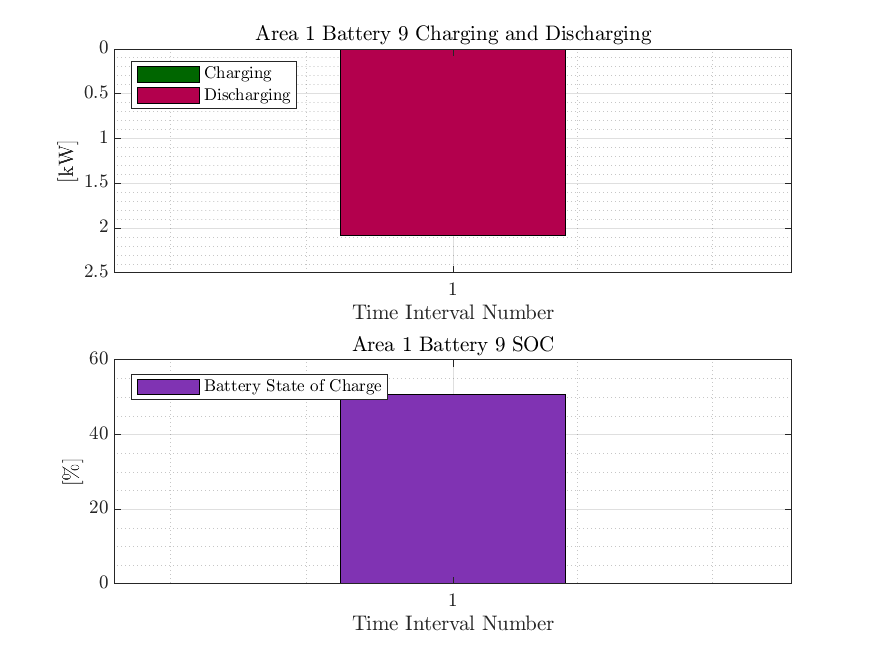 Area 1 Battery 9 Charging and Discharging
0
Charging
0.5
Discharging
1
[kW]
1.5
2
2.5
1
Time Interval Number
Area 1 Battery 9 SOC
60
Battery State of Charge
40
[%]
20
0
1
Time Interval Number